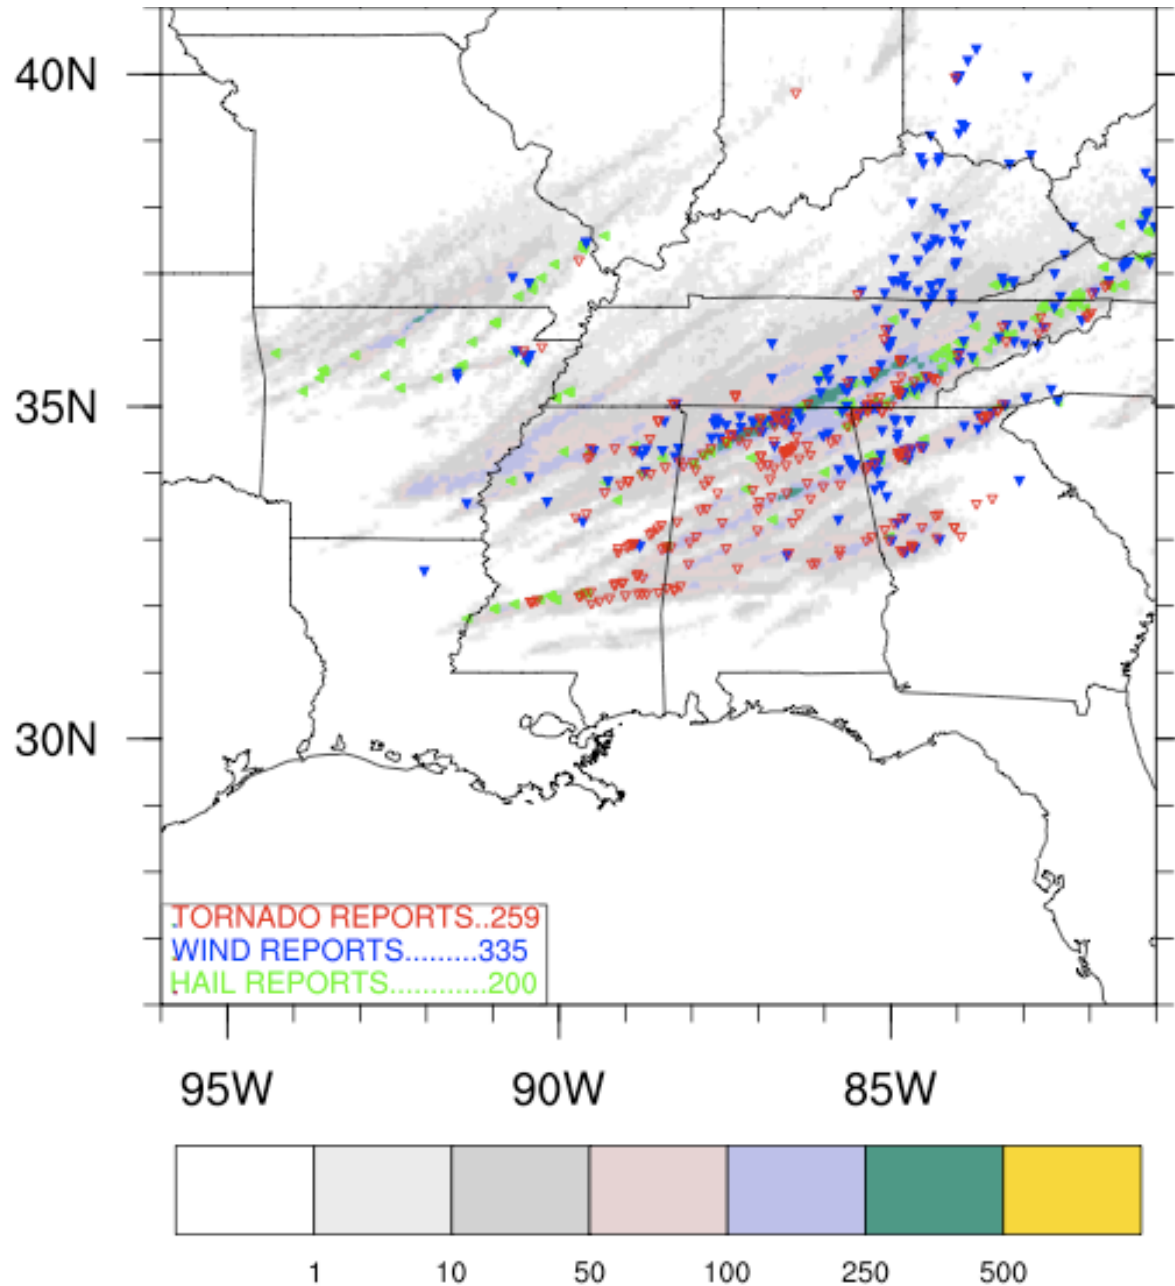 40N
35N
30N
TORNADO REPORTS..259
WIND REPORTS.........335
HAIL REPORTS............200
95W 90W 85W
1 10 50 100 250 500